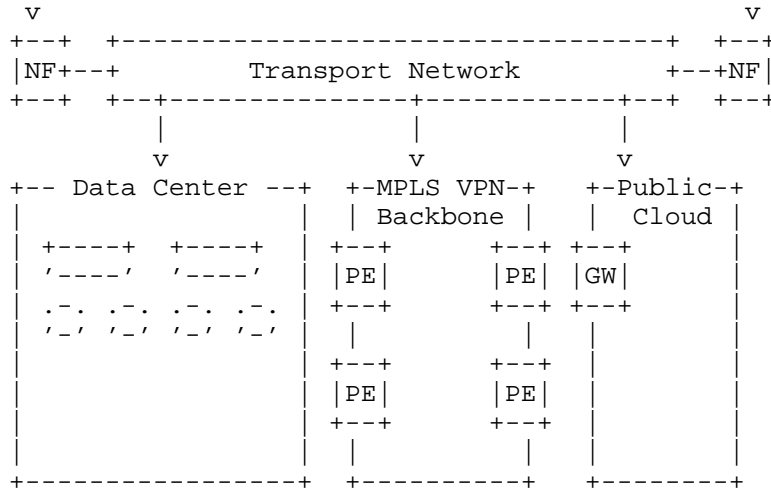 v v
NF Transport Network NF
v v v
Data Center MPLS VPN Public
Backbone Cloud
PE PE GW
PE PE